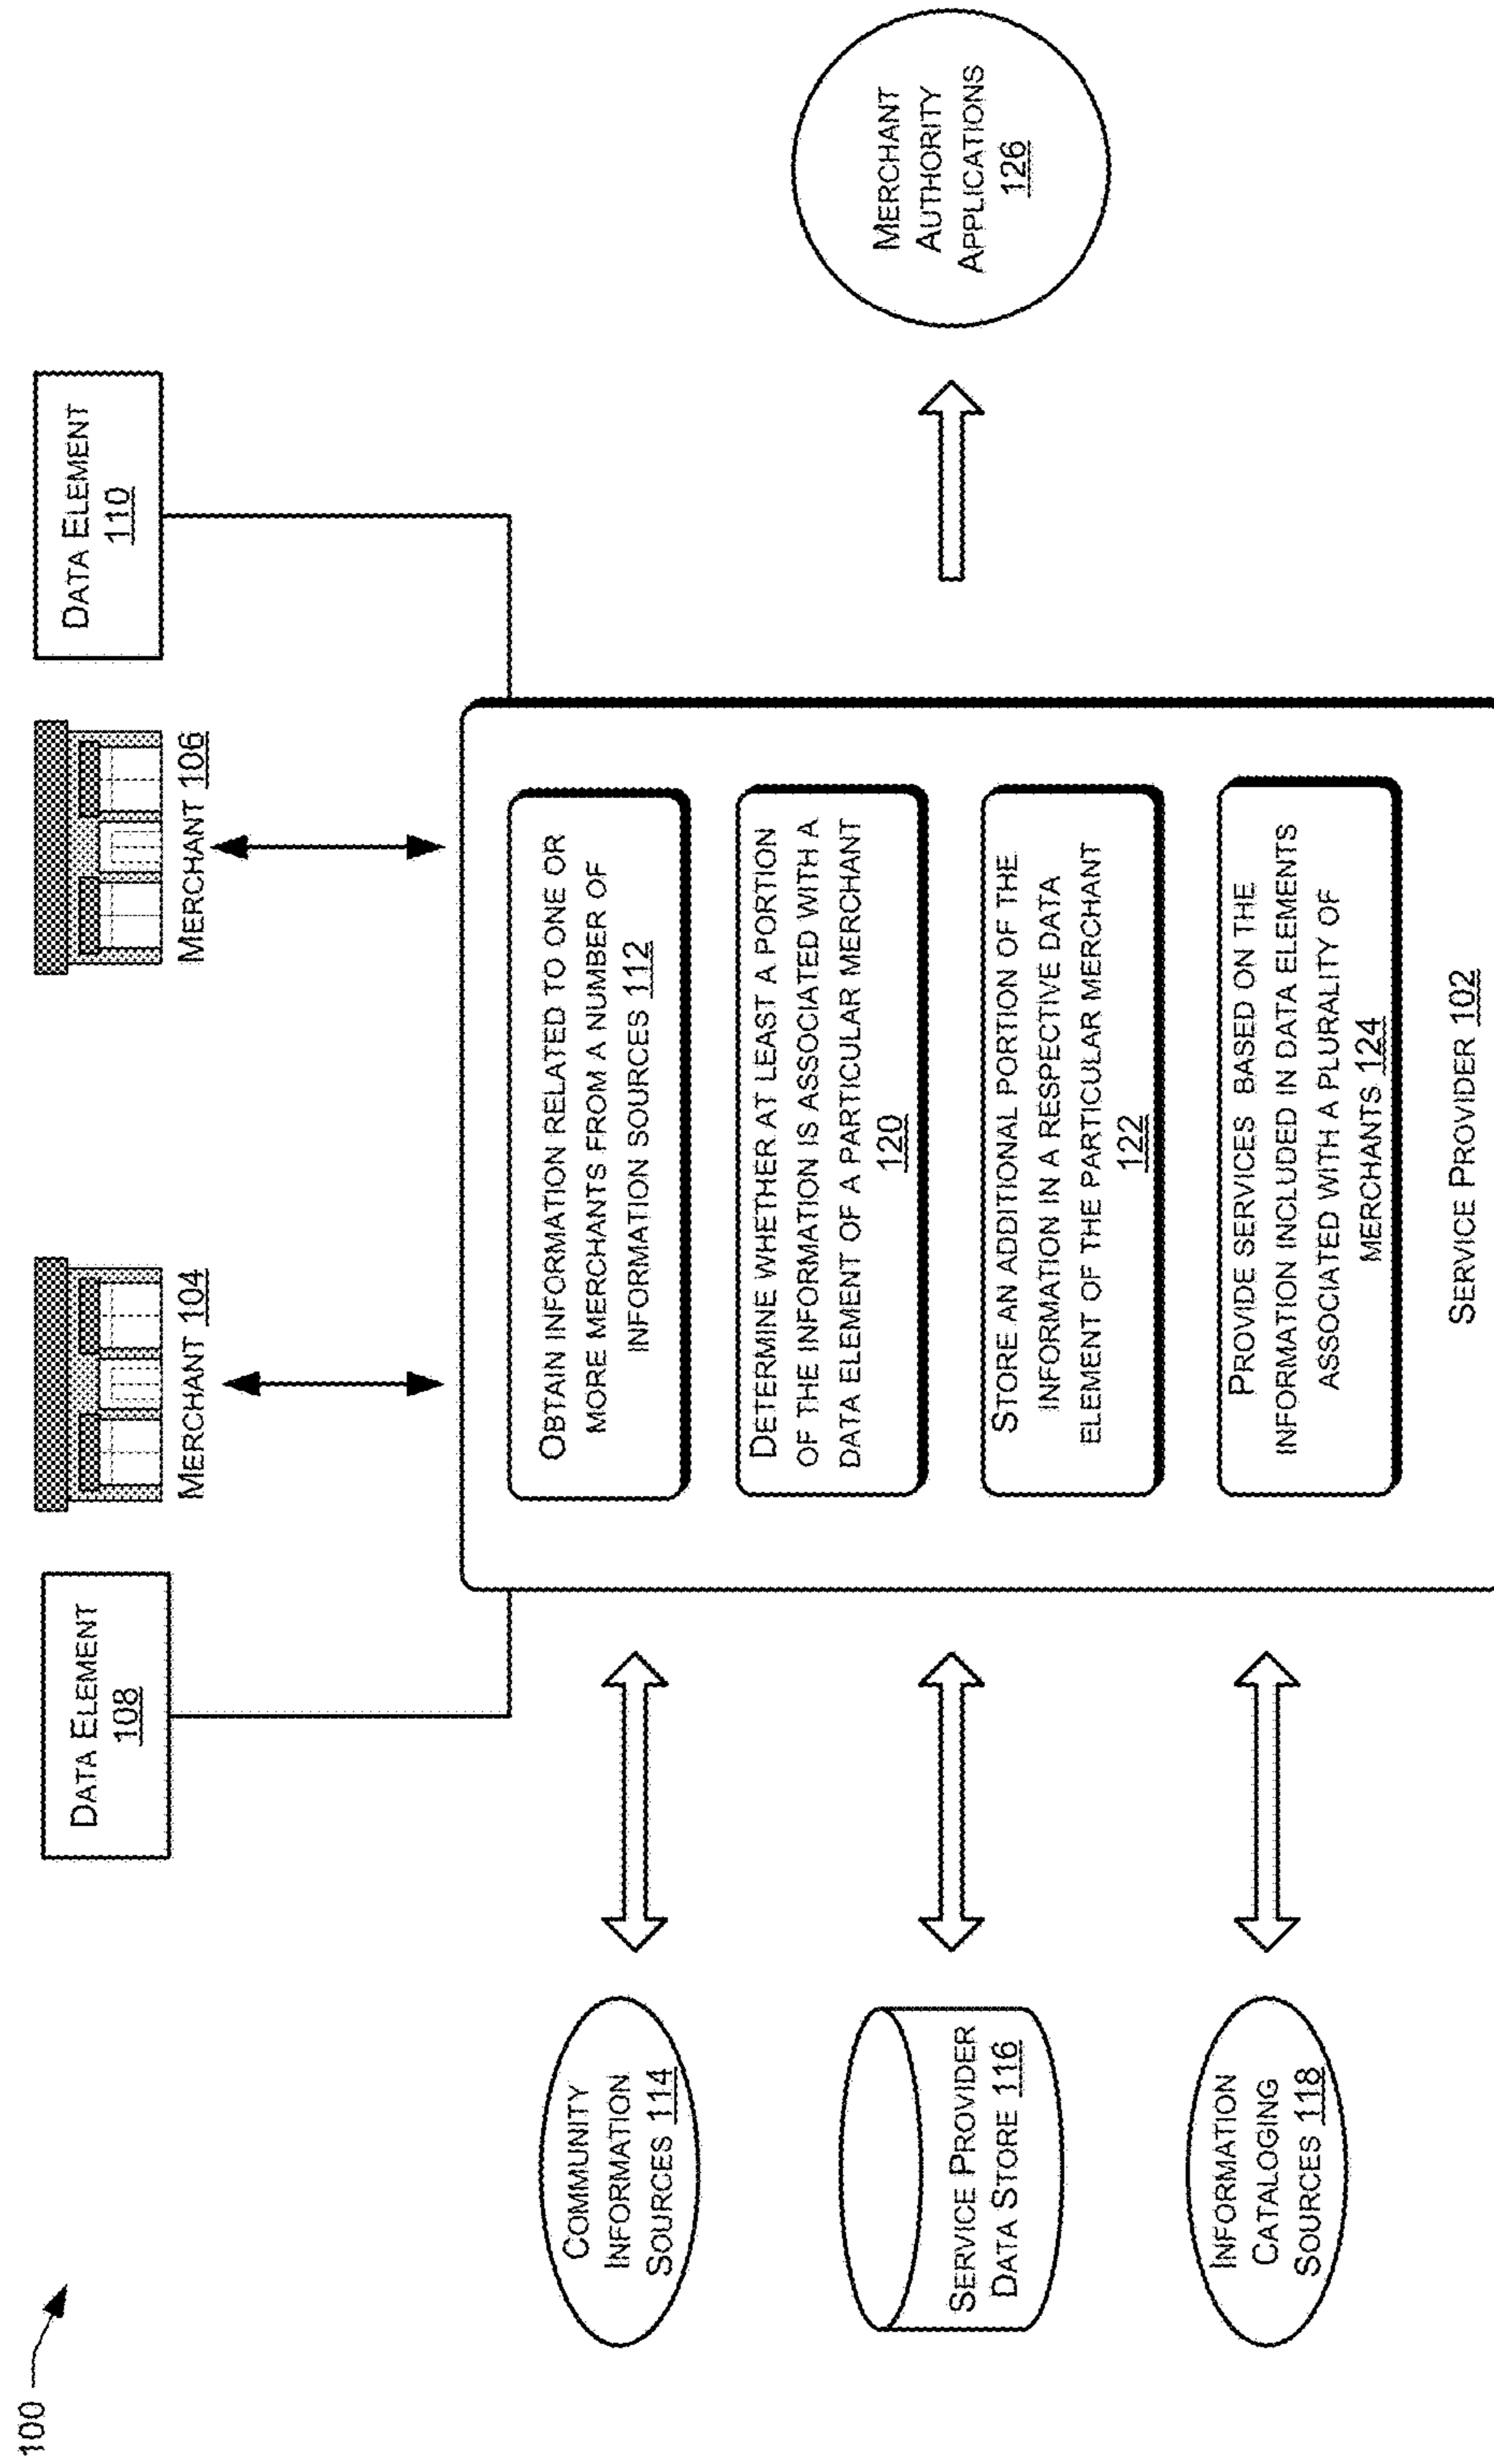 100
DATA ELEMENT
108
MERCHANT 104
MERCHANT 106
DATA ELEMENT
110
COMMUNITY
INFORMATION
SOURCES 114
SERVICE PROVIDER
DATA STORE 116
INFORMATION
CATALOGING
SOURCES 118
OBTAIN INFORMATION RELATED TO ONE OR
MORE MERCHANTS FROM A NUMBER OF
INFORMATION SOURCES 112
DETERMINE WHETHER AT LEAST A PORTION
OF THE INFORMATION IS ASSOCIATED WITH A
DATA ELEMENT OF A PARTICULAR MERCHANT
120
STORE AN ADDITIONAL PORTION OF THE
INFORMATION IN A RESPECTIVE DATA
ELEMENT OF THE PARTICULAR MERCHANT
122
PROVIDE SERVICES BASED ON THE
INFORMATION INCLUDED IN DATA ELEMENTS
ASSOCIATED WITH A PLURALITY OF
MERCHANTS 124
SERVICE PROVIDER 102
MERCHANT
AUTHORITY
APPLICATIONS
126